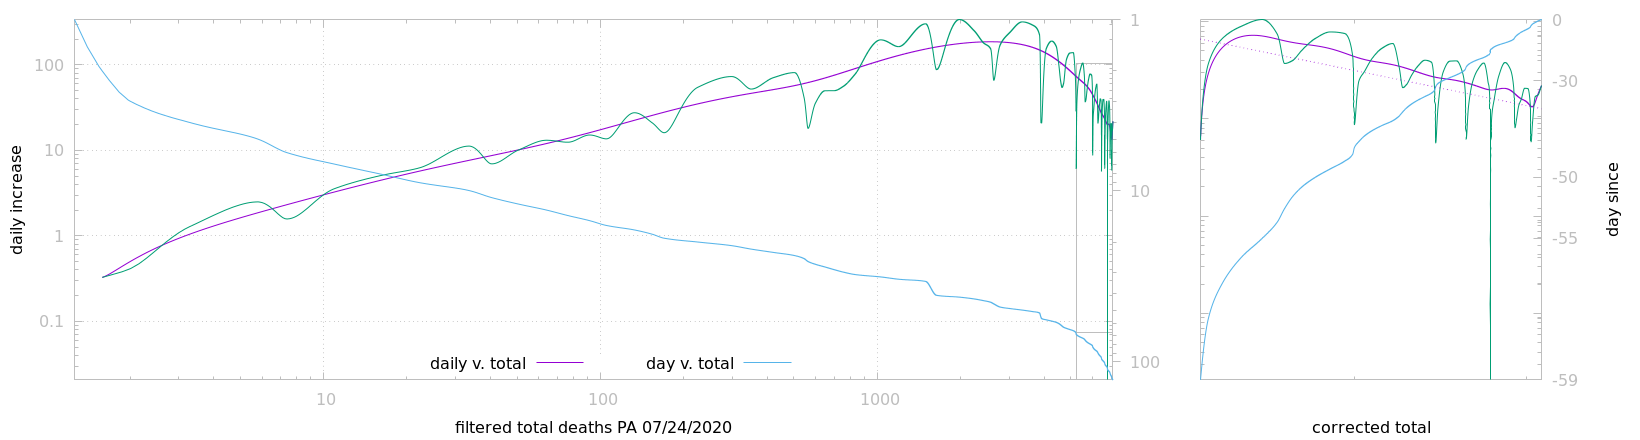 1
0
100
-30
10
10
-50
1
-55
0.1
daily v. total
day v. total
100
-59
10
100
1000
filtered total deaths PA 07/24/2020
corrected total
daily increase
day since